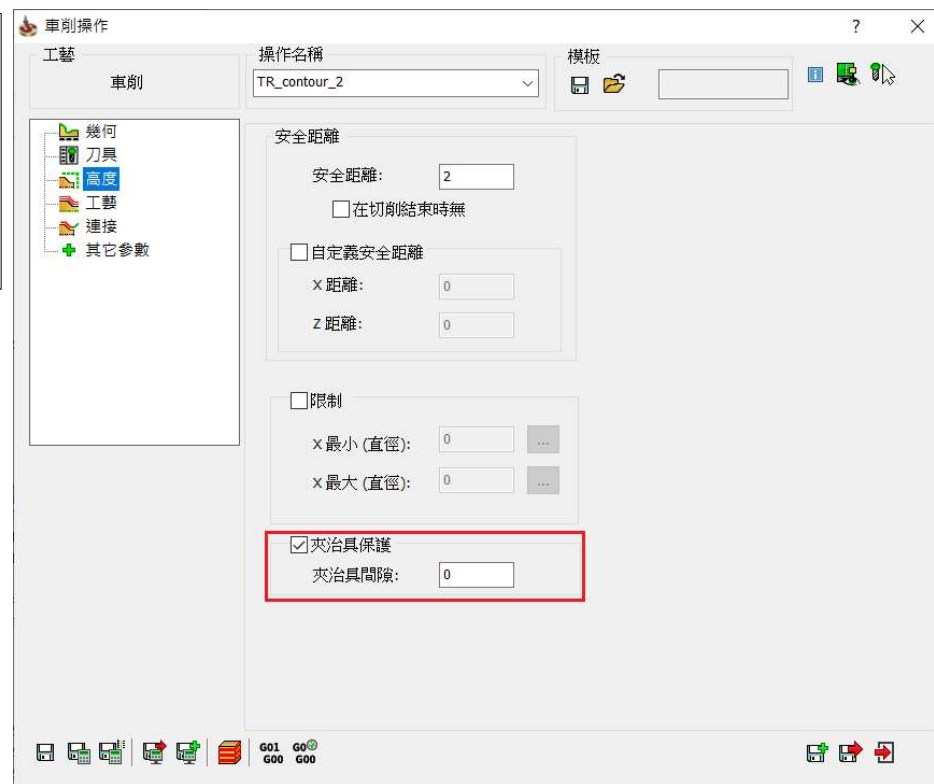 車削操作
?
工藝
車削
操作名稱
TR_contour_2
模板
幾何
刀具
高度
工藝
連接
其它參數
安全距離
安全距離:
2
在切削結束時無
自定義安全距離
X 距離:
0
Z 距離:
0
限制
X 最小 (直徑):
0
...
X 最大 (直徑):
0
...
夾治具保護
夾治具間隙:
0
G01 G0
G00 G00